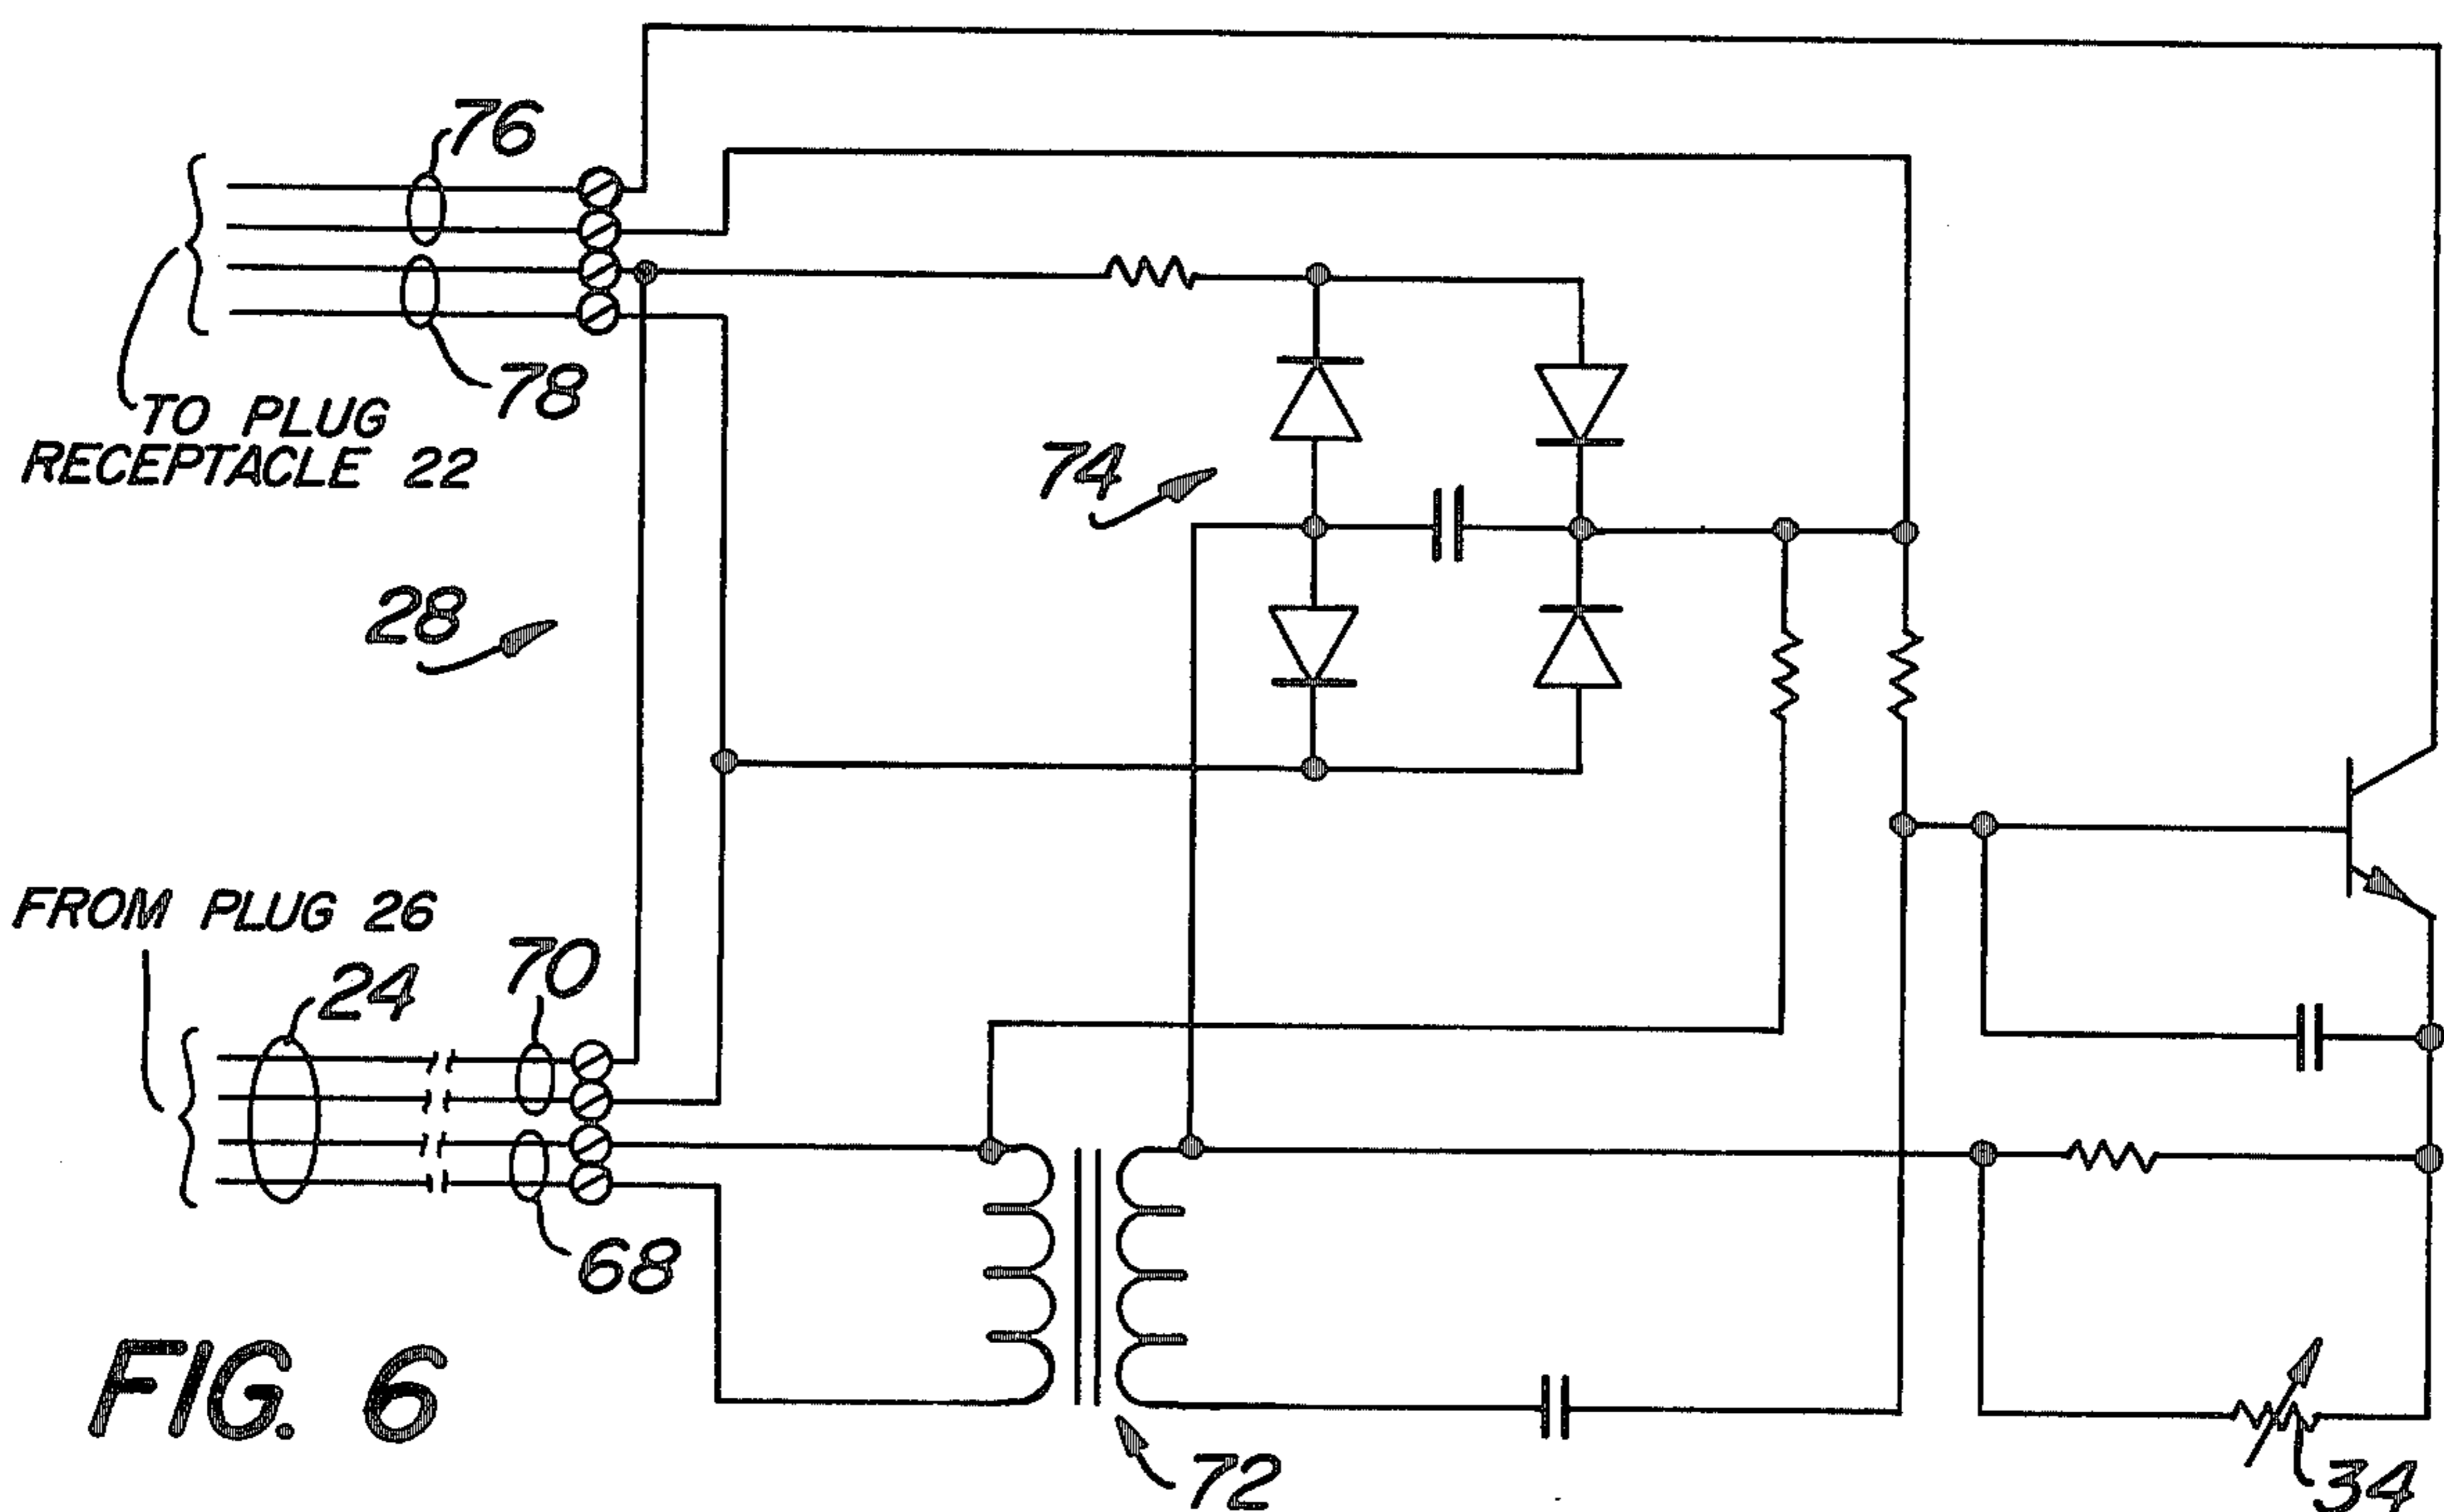 76
78
TO PLUG
RECEPTACLE 22
74
28
FROM PLUG 26
24
70
68
FIG. 6
72
34